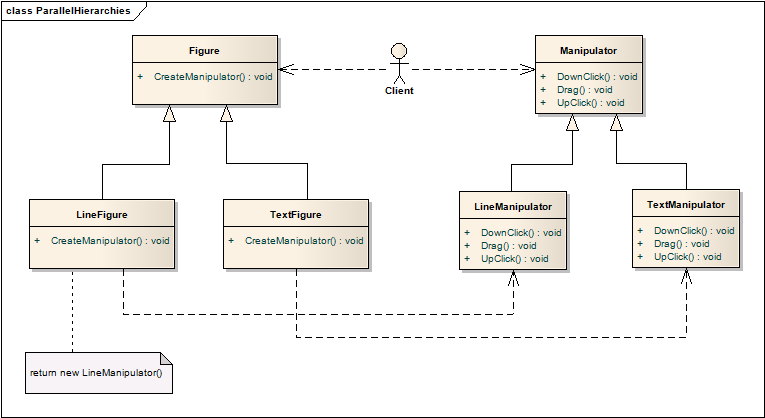 class ParallelHierarchies
Figure
+ CreateManipulator() : void
Client
Manipulator
+ DownClick() : void
+ Drag() : void
+ UpClick() : void
LineFigure
+ CreateManipulator() : void
TextFigure
+ CreateManipulator() : void
LineManipulator
+ DownClick() : void
+ Drag() : void
+ UpClick() : void
TextManipulator
+ DownClick() : void
+ Drag() : void
+ UpClick() : void
return new LineManipulator()